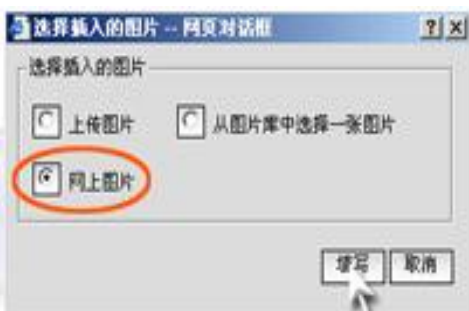 选择插入的图片 -- 网页对话框
选择插入的图片
上传图片 从图片库中选择一张图片
网上图片
填写 取消